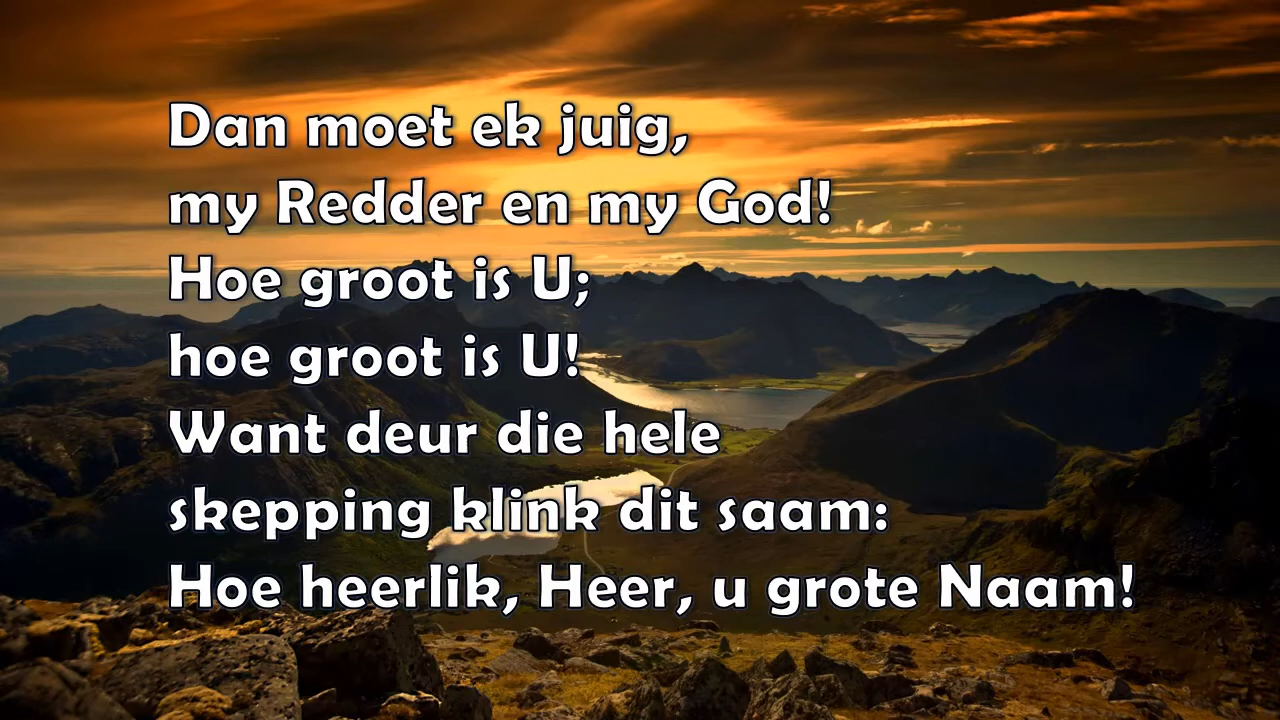 Dan moet ek juig,
my Redder en my God!
Hoe groot is U;
hoe groot is U!
Want deur die hele
skepping klink dit saam:
Hoe heerlik, Heer, u grote Naam!